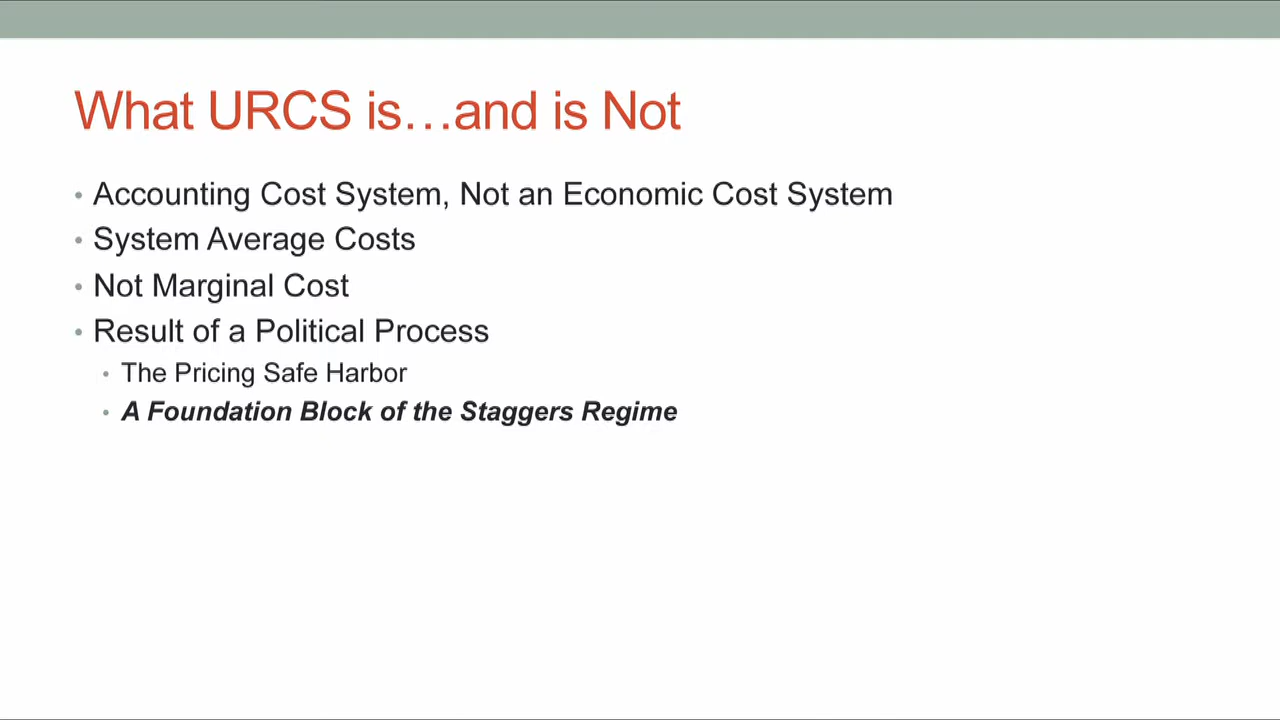 What URCS is…and is Not
• Accounting Cost System, Not an Economic Cost System
• System Average Costs
• Not Marginal Cost
• Result of a Political Process
• The Pricing Safe Harbor
• A Foundation Block of the Staggers Regime